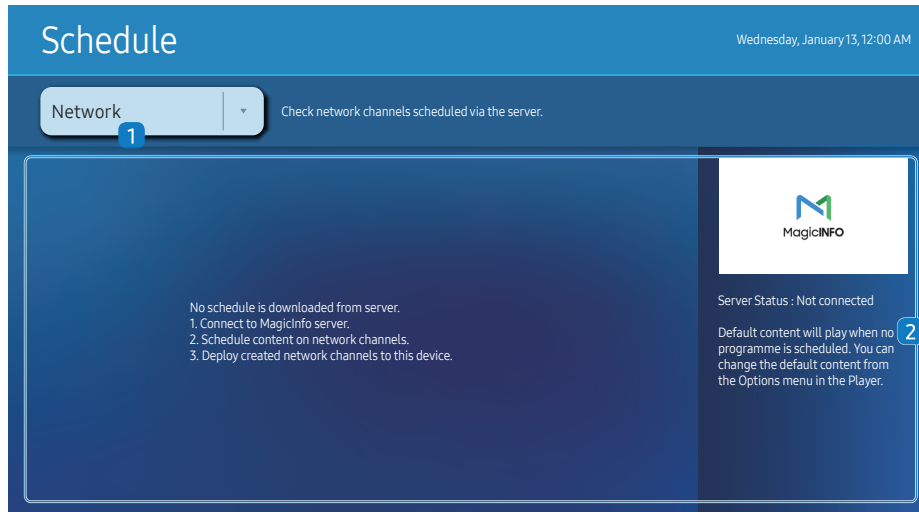 Schedule
Wednesday, January 13, 12:00 AM
Network
1
Check network channels scheduled via the server.
MagicINFO
No schedule is downloaded from server.
1. Connect to MagicInfo server.
2. Schedule content on network channels.
3. Deploy created network channels to this device.
Server Status : Not connected
Default content will play when no
programme is scheduled. You can
change the default content from
the Options menu in the Player.
2